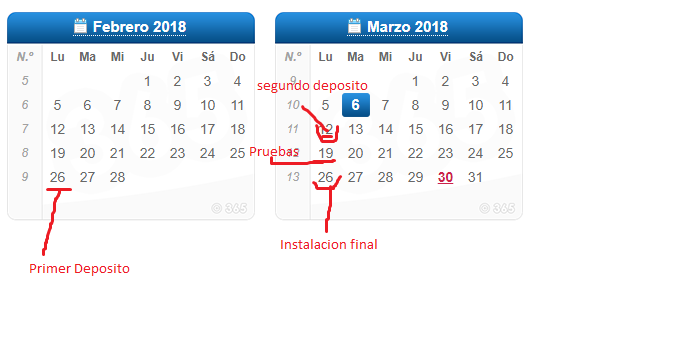 Febrero 2018
N.º Lu Ma Mi Ju Vi Sá Do
5 1 2 3 4
6 5 6 7 8 9 10 11
7 12 13 14 15 16 17 18
8 19 20 21 22 23 24 25
9 26 27 28
© 365
Primer Deposito
Marzo 2018
N.º Lu Ma Mi Ju Vi Sá Do
9 1 2 3 4
segundo deposito
10 5 6 7 8 9 10 11
11 12 13 14 15 16 17 18
Pruebas
12 19 20 21 22 23 24 25
13 26 27 28 29 30 31
© 365
Instalacion final